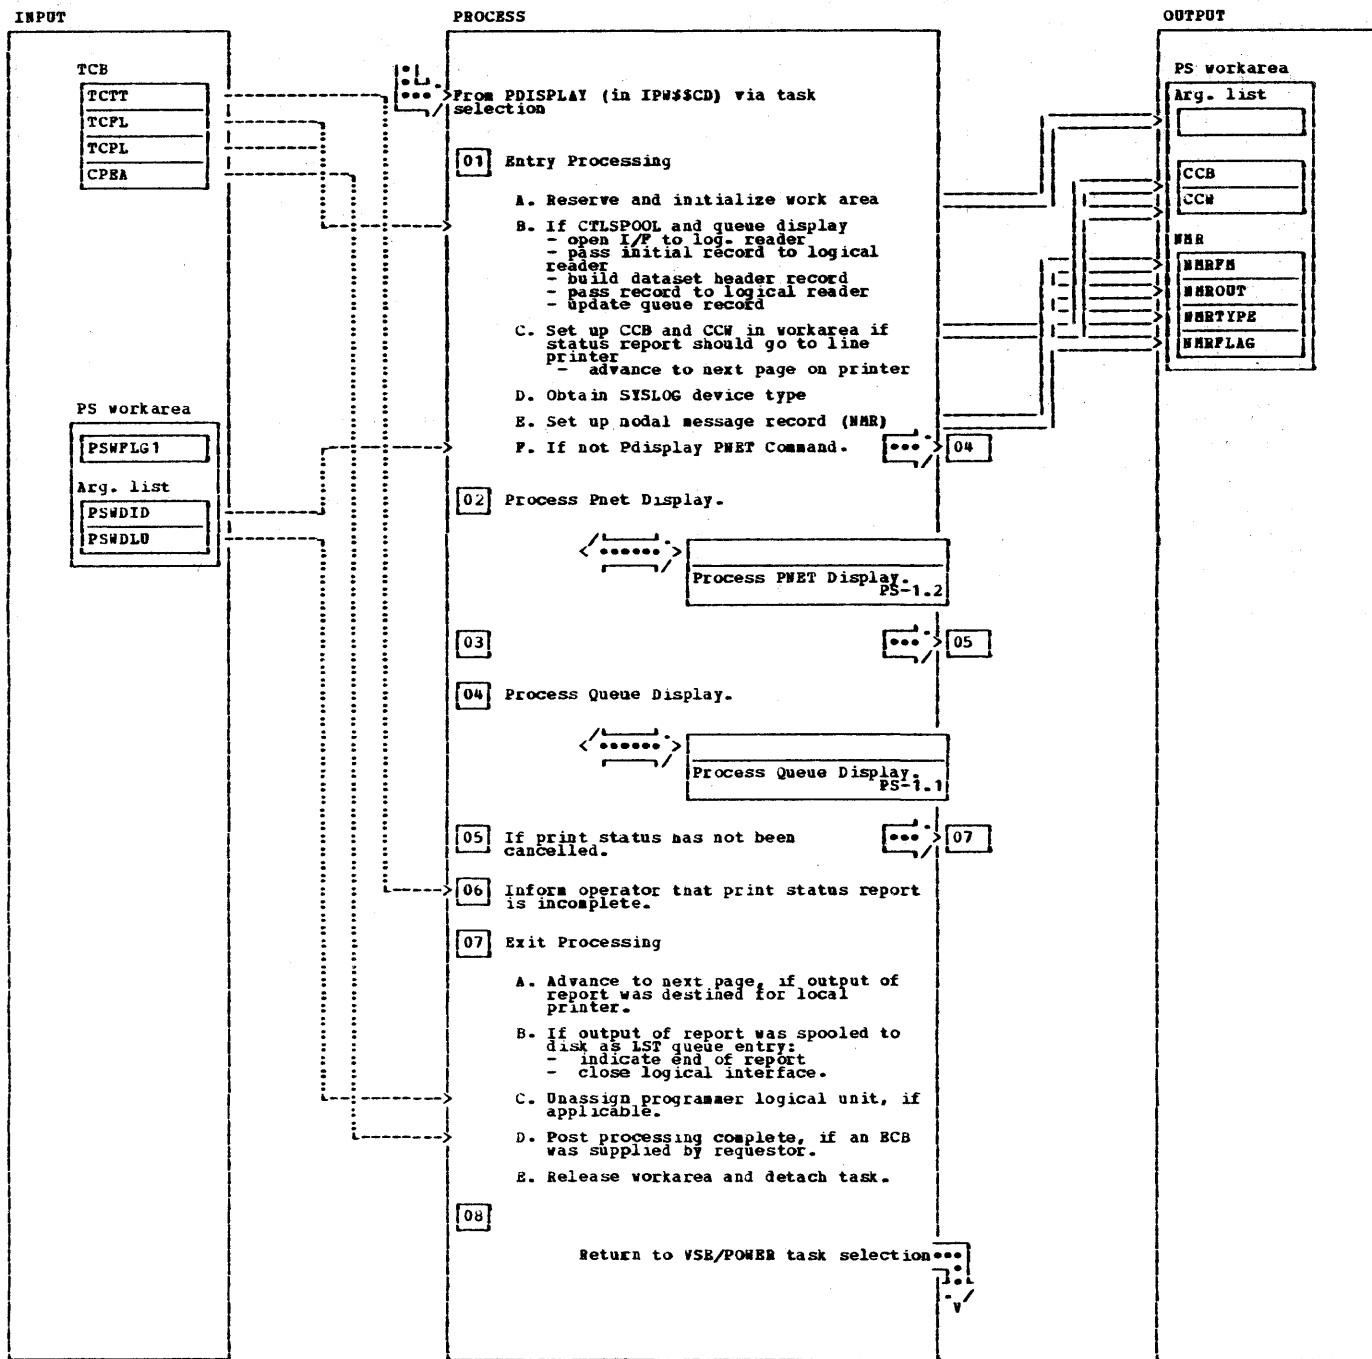 INPUT
PROCESS
OUTPUT
TCB
TCTT
TCFL
TCPL
CPEA
PS workarea
PSWFLG1
Arg. list
PSWDID
PSWDLU
From PDISPLAY (in IPW$$CD) via task
selection
01 Entry Processing
A. Reserve and initialize work area
B. If CTLSPOOL and queue display
- open I/F to log. reader
- pass initial record to logical
reader
- build dataset header record
- pass record to logical reader
- update queue record
C. Set up CCB and CCW in workarea if
status report should go to line
printer
- advance to next page on printer
D. Obtain SYSLOG device type
E. Set up nodal message record (NMR)
F. If not Pdisplay PNET Command.
04
02 Process Pnet Display.
Process PNET Display.
PS-1.2
03
05
04 Process Queue Display.
Process Queue Display.
PS-1.1
05 If print status has not been
cancelled.
07
06 Inform operator that print status report
is incomplete.
07 Exit Processing
A. Advance to next page, if output of
report was destined for local
printer.
B. If output of report was spooled to
disk as LST queue entry:
- indicate end of report
- close logical interface.
C. Unassign programmer logical unit, if
applicable.
D. Post processing complete, if an ECB
was supplied by requestor.
E. Release workarea and detach task.
08
Return to VSE/POWER task selection
PS workarea
Arg. list
CCB
CCW
NMR
NMRFM
NMROUT
NMRTYPE
NMRFLAG